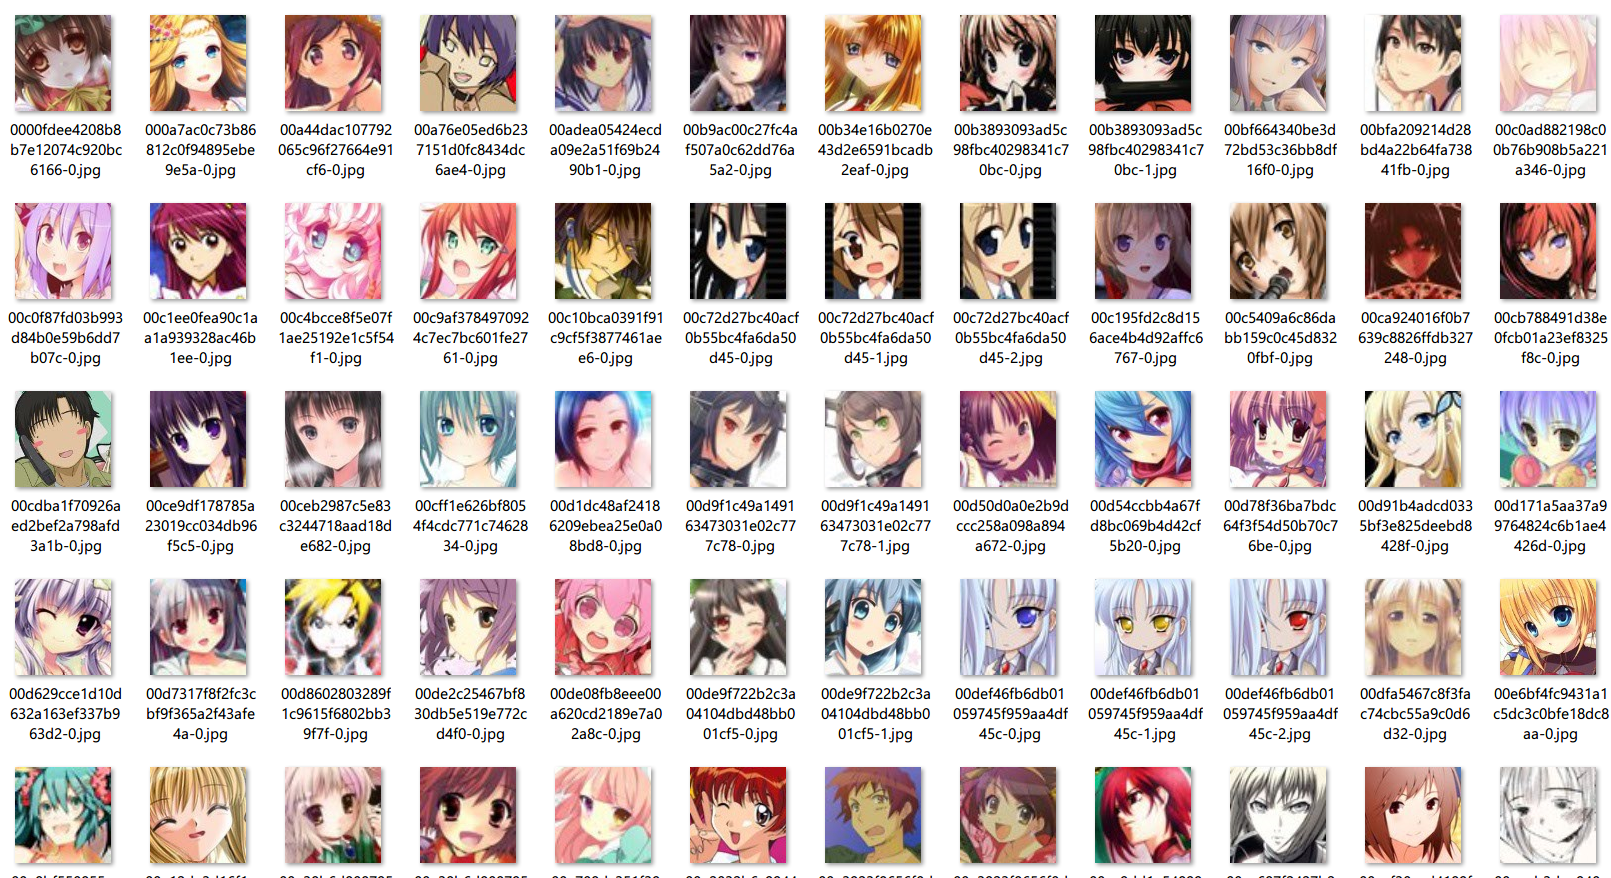 0000fdee4208b8
b7e12074c920bc
6166-0.jpg
000a7ac0c73b86
812c0f94895ebe
9e5a-0.jpg
00a44dac107792
065c96f27664e91
cf6-0.jpg
00a76e05ed6b23
7151d0fc8434dc
6ae4-0.jpg
00adea05424ecd
a09e2a51f69b24
90b1-0.jpg
00b9ac00c27fc4a
f507a0c62dd76a
5a2-0.jpg
00b34e16b0270e
43d2e6591bcadb
2eaf-0.jpg
00b3893093ad5c
98fbc40298341c7
0bc-0.jpg
00b3893093ad5c
98fbc40298341c7
0bc-1.jpg
00bf664340be3d
72bd53c36bb8df
16f0-0.jpg
00bfa209214d28
bd4a22b64fa738
41fb-0.jpg
00c0ad882198c0
0b76b908b5a221
a346-0.jpg
00c0f87fd03b993
d84b0e59b6dd7
b07c-0.jpg
00c1ee0fea90c1a
a1a939328ac46b
1ee-0.jpg
00c4bcce8f5e07f
1ae25192e1c5f54
f1-0.jpg
00c9af378497092
4c7ec7bc601fe27
61-0.jpg
00c10bca0391f91
c9cf5f3877461ae
e6-0.jpg
00c72d27bc40acf
0b55bc4fa6da50
d45-0.jpg
00c72d27bc40acf
0b55bc4fa6da50
d45-1.jpg
00c72d27bc40acf
0b55bc4fa6da50
d45-2.jpg
00c195fd2c8d15
6ace4b4d92affc6
767-0.jpg
00c5409a6c86da
bb159c0c45d832
0fbf-0.jpg
00ca924016f0b7
639c8826ffdb327
248-0.jpg
00cb788491d38e
0fcb01a23ef8325
f8c-0.jpg
00cdba1f70926a
ed2bef2a798afd
3a1b-0.jpg
00ce9df178785a
23019cc034db96
f5c5-0.jpg
00ceb2987c5e83
c3244718aad18d
e682-0.jpg
00cff1e626bf805
4f4cdc771c74628
34-0.jpg
00d1dc48af2418
6209ebea25e0a0
8bd8-0.jpg
00d9f1c49a1491
63473031e02c77
7c78-0.jpg
00d9f1c49a1491
63473031e02c77
7c78-1.jpg
00d50d0a0e2b9d
ccc258a098a894
a672-0.jpg
00d54ccbb4a67f
d8bc069b4d42cf
5b20-0.jpg
00d78f36ba7bdc
64f3f54d50b70c7
6be-0.jpg
00d91b4adcd033
5bf3e825deebd8
428f-0.jpg
00d171a5aa37a9
9764824c6b1ae4
426d-0.jpg
00d629cce1d10d
632a163ef337b9
63d2-0.jpg
00d7317f8f2fc3c
bf9f365a2f43afe
4a-0.jpg
00d8602803289f
1c9615f6802bb3
9f7f-0.jpg
00de2c25467bf8
30db5e519e772c
d4f0-0.jpg
00de08fb8eee00
a620cd2189e7a0
2a8c-0.jpg
00de9f722b2c3a
04104dbd48bb0
01cf5-0.jpg
00de9f722b2c3a
04104dbd48bb0
01cf5-1.jpg
00def46fb6db01
059745f959aa4df
45c-0.jpg
00def46fb6db01
059745f959aa4df
45c-1.jpg
00def46fb6db01
059745f959aa4df
45c-2.jpg
00dfa5467c8f3fa
c74cbc55a9c0d6
d32-0.jpg
00e6bf4fc9431a1
c5dc3c0bfe18dc8
aa-0.jpg